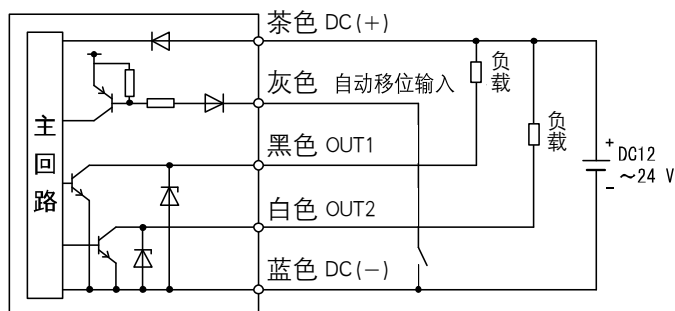 茶色 DC(+)
灰色 自动移位输入
负载
负载
主回路
黑色 OUT1
DC12
～24 V
白色 OUT2
蓝色 DC(−)
+
−